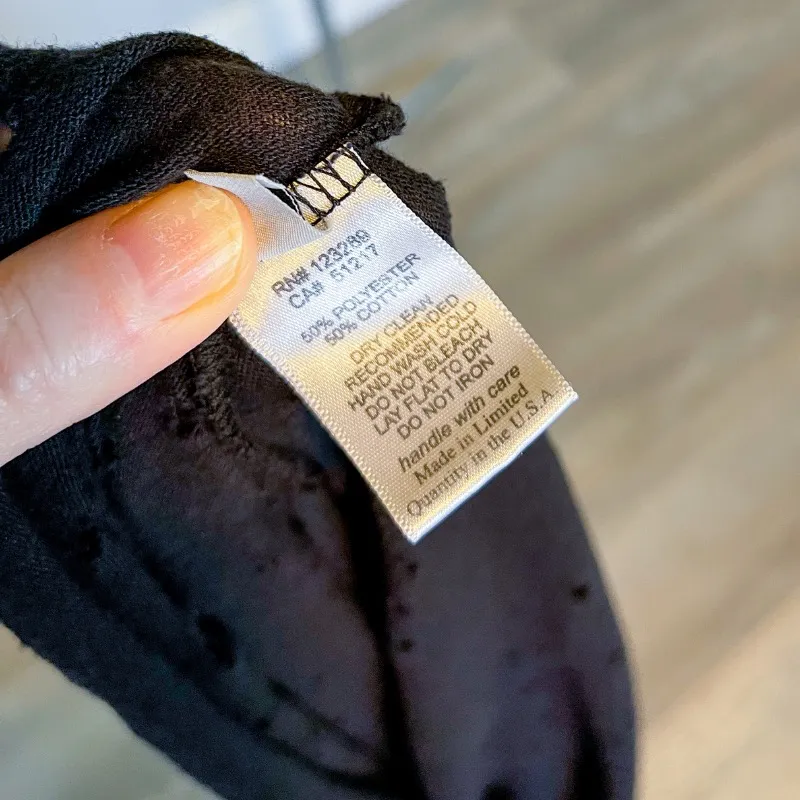 RN# 123289
CA# 51217
50% POLYESTER
50% COTTON
DRY CLEAN
RECOMMENDED
HAND WASH COLD
DO NOT BLEACH
LAY FLAT TO DRY
DO NOT IRON
handle with care
Made in Limited
Quantity in the U.S.A.